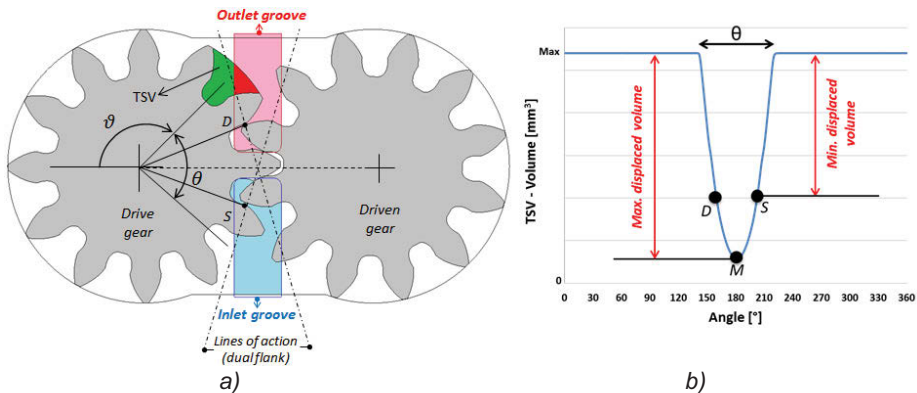 Outlet groove
TSV
D
ϑ
θ
S
Drive
gear
Driven
gear
Inlet groove
Lines of action
(dual flank)
a)
θ
Max
TSV - Volume [mm³]
Max. displaced volume
Min. displaced
volume
D
S
M
0
0 30 60 90 120 150 180 210 240 270 300 330 360
Angle [°]
b)